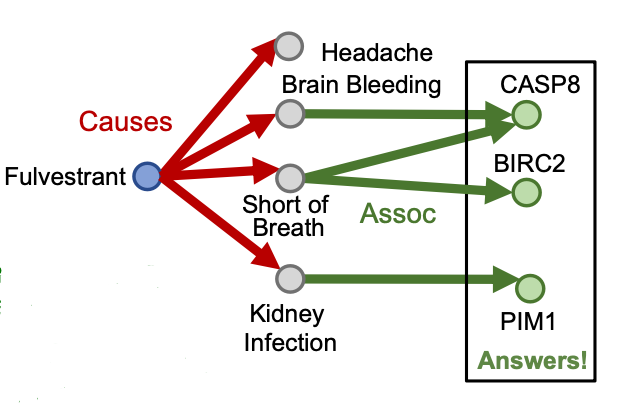 Headache
Brain Bleeding
CASP8
Causes
BIRC2
Fulvestrant
Short of
Breath
Assoc
Kidney
Infection
PIM1
Answers!